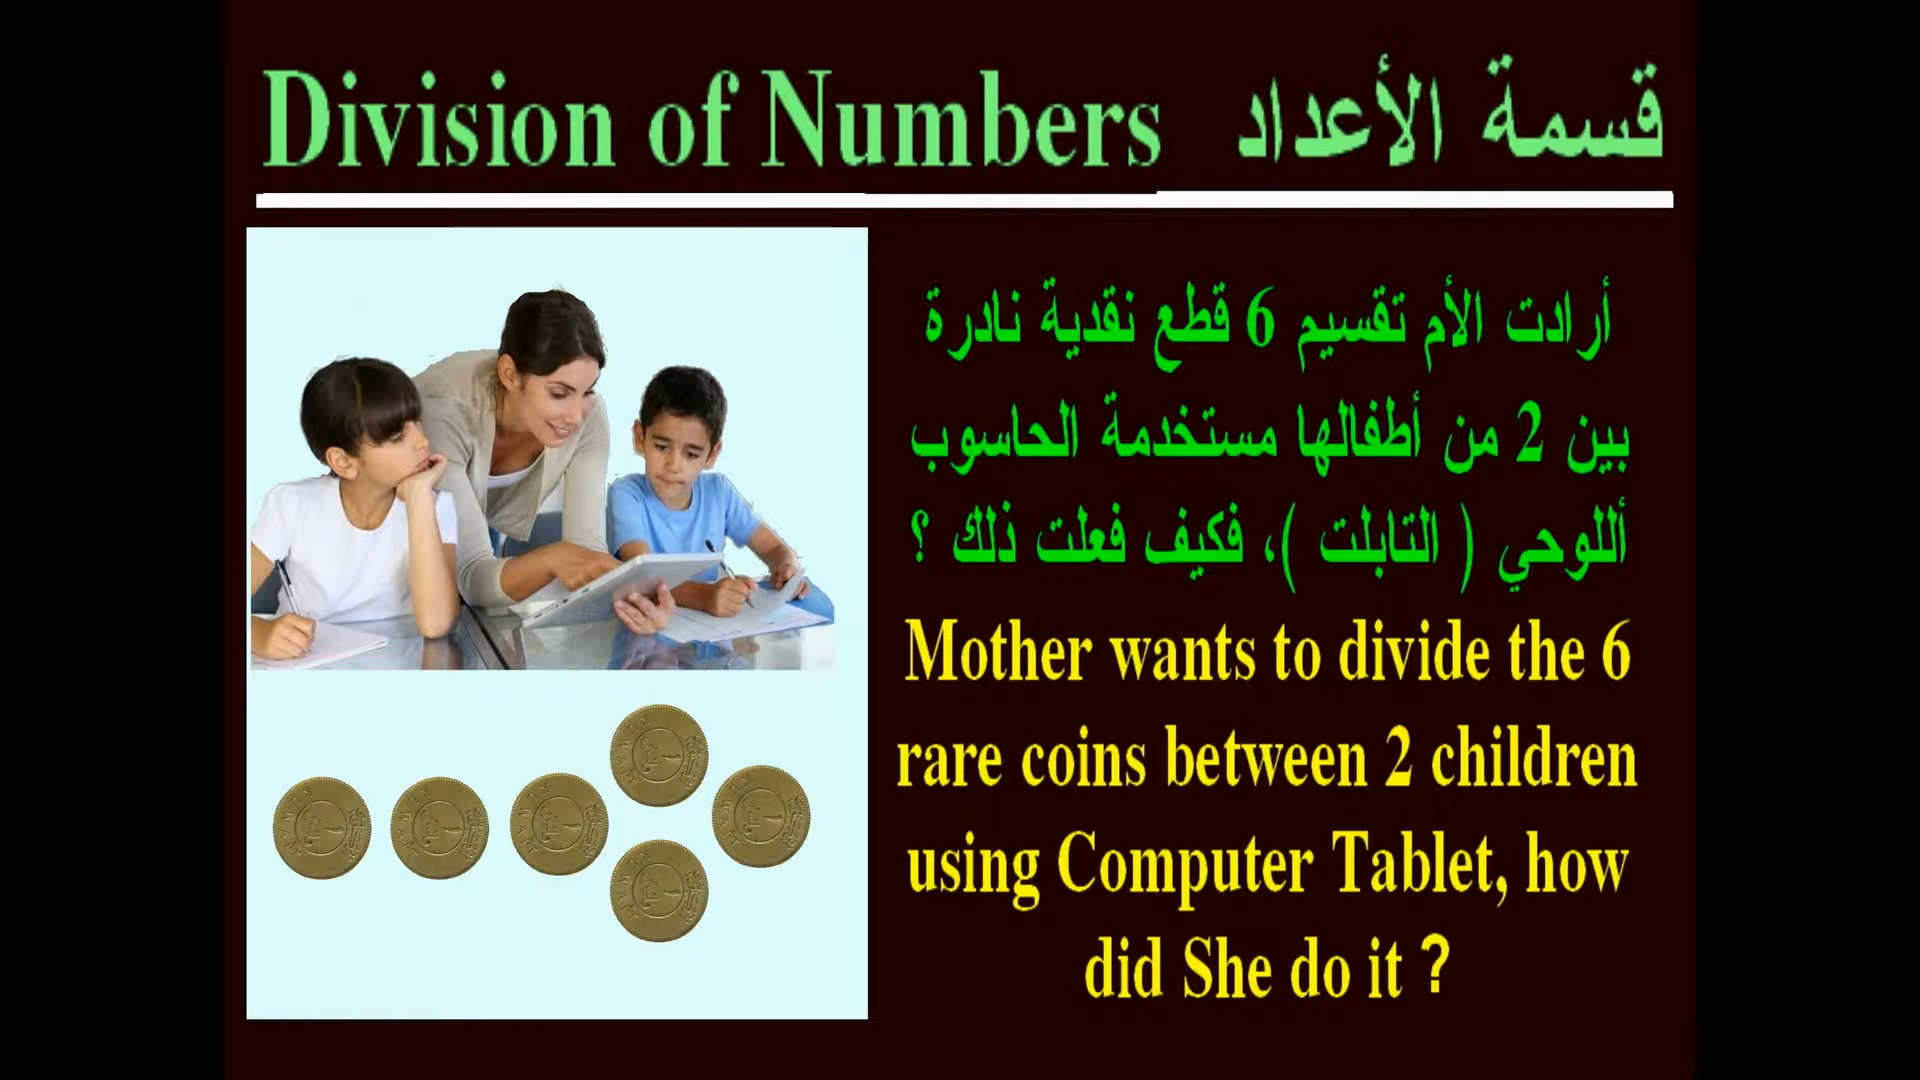 Division of Numbers قسمة الأعداد
أرادت الأم تقسيم 6 قطع نقدية نادرة
بين 2 من أطفالها مستخدمة الحاسوب
أللوحي ( التابلت )، فكيف فعلت ذلك ؟
Mother wants to divide the 6
rare coins between 2 children
using Computer Tablet, how
did She do it ?